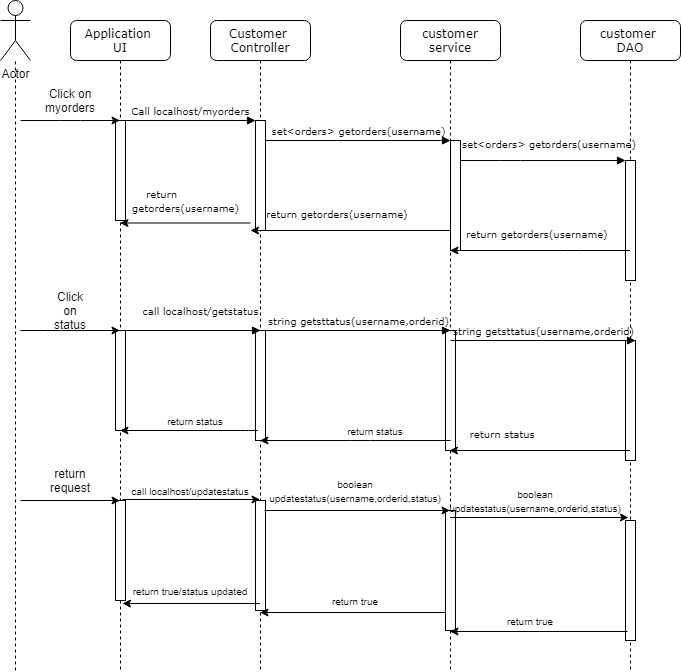 Application
UI
Customer
Controller
customer
service
customer
DAO
Actor
Click on
myorders
Call localhost/myorders
set<orders> getorders(username)
set<orders> getorders(username)
return
getorders(username)
return getorders(username)
return getorders(username)
Click
on
status
call localhost/getstatus
string getsttatus(username,orderid)
string getsttatus(username,orderid)
return status
return status
return status
return
request
call localhost/updatestatus
boolean
updatestatus(username,orderid,status)
boolean
updatestatus(username,orderid,status)
return true/status updated
return true
return true